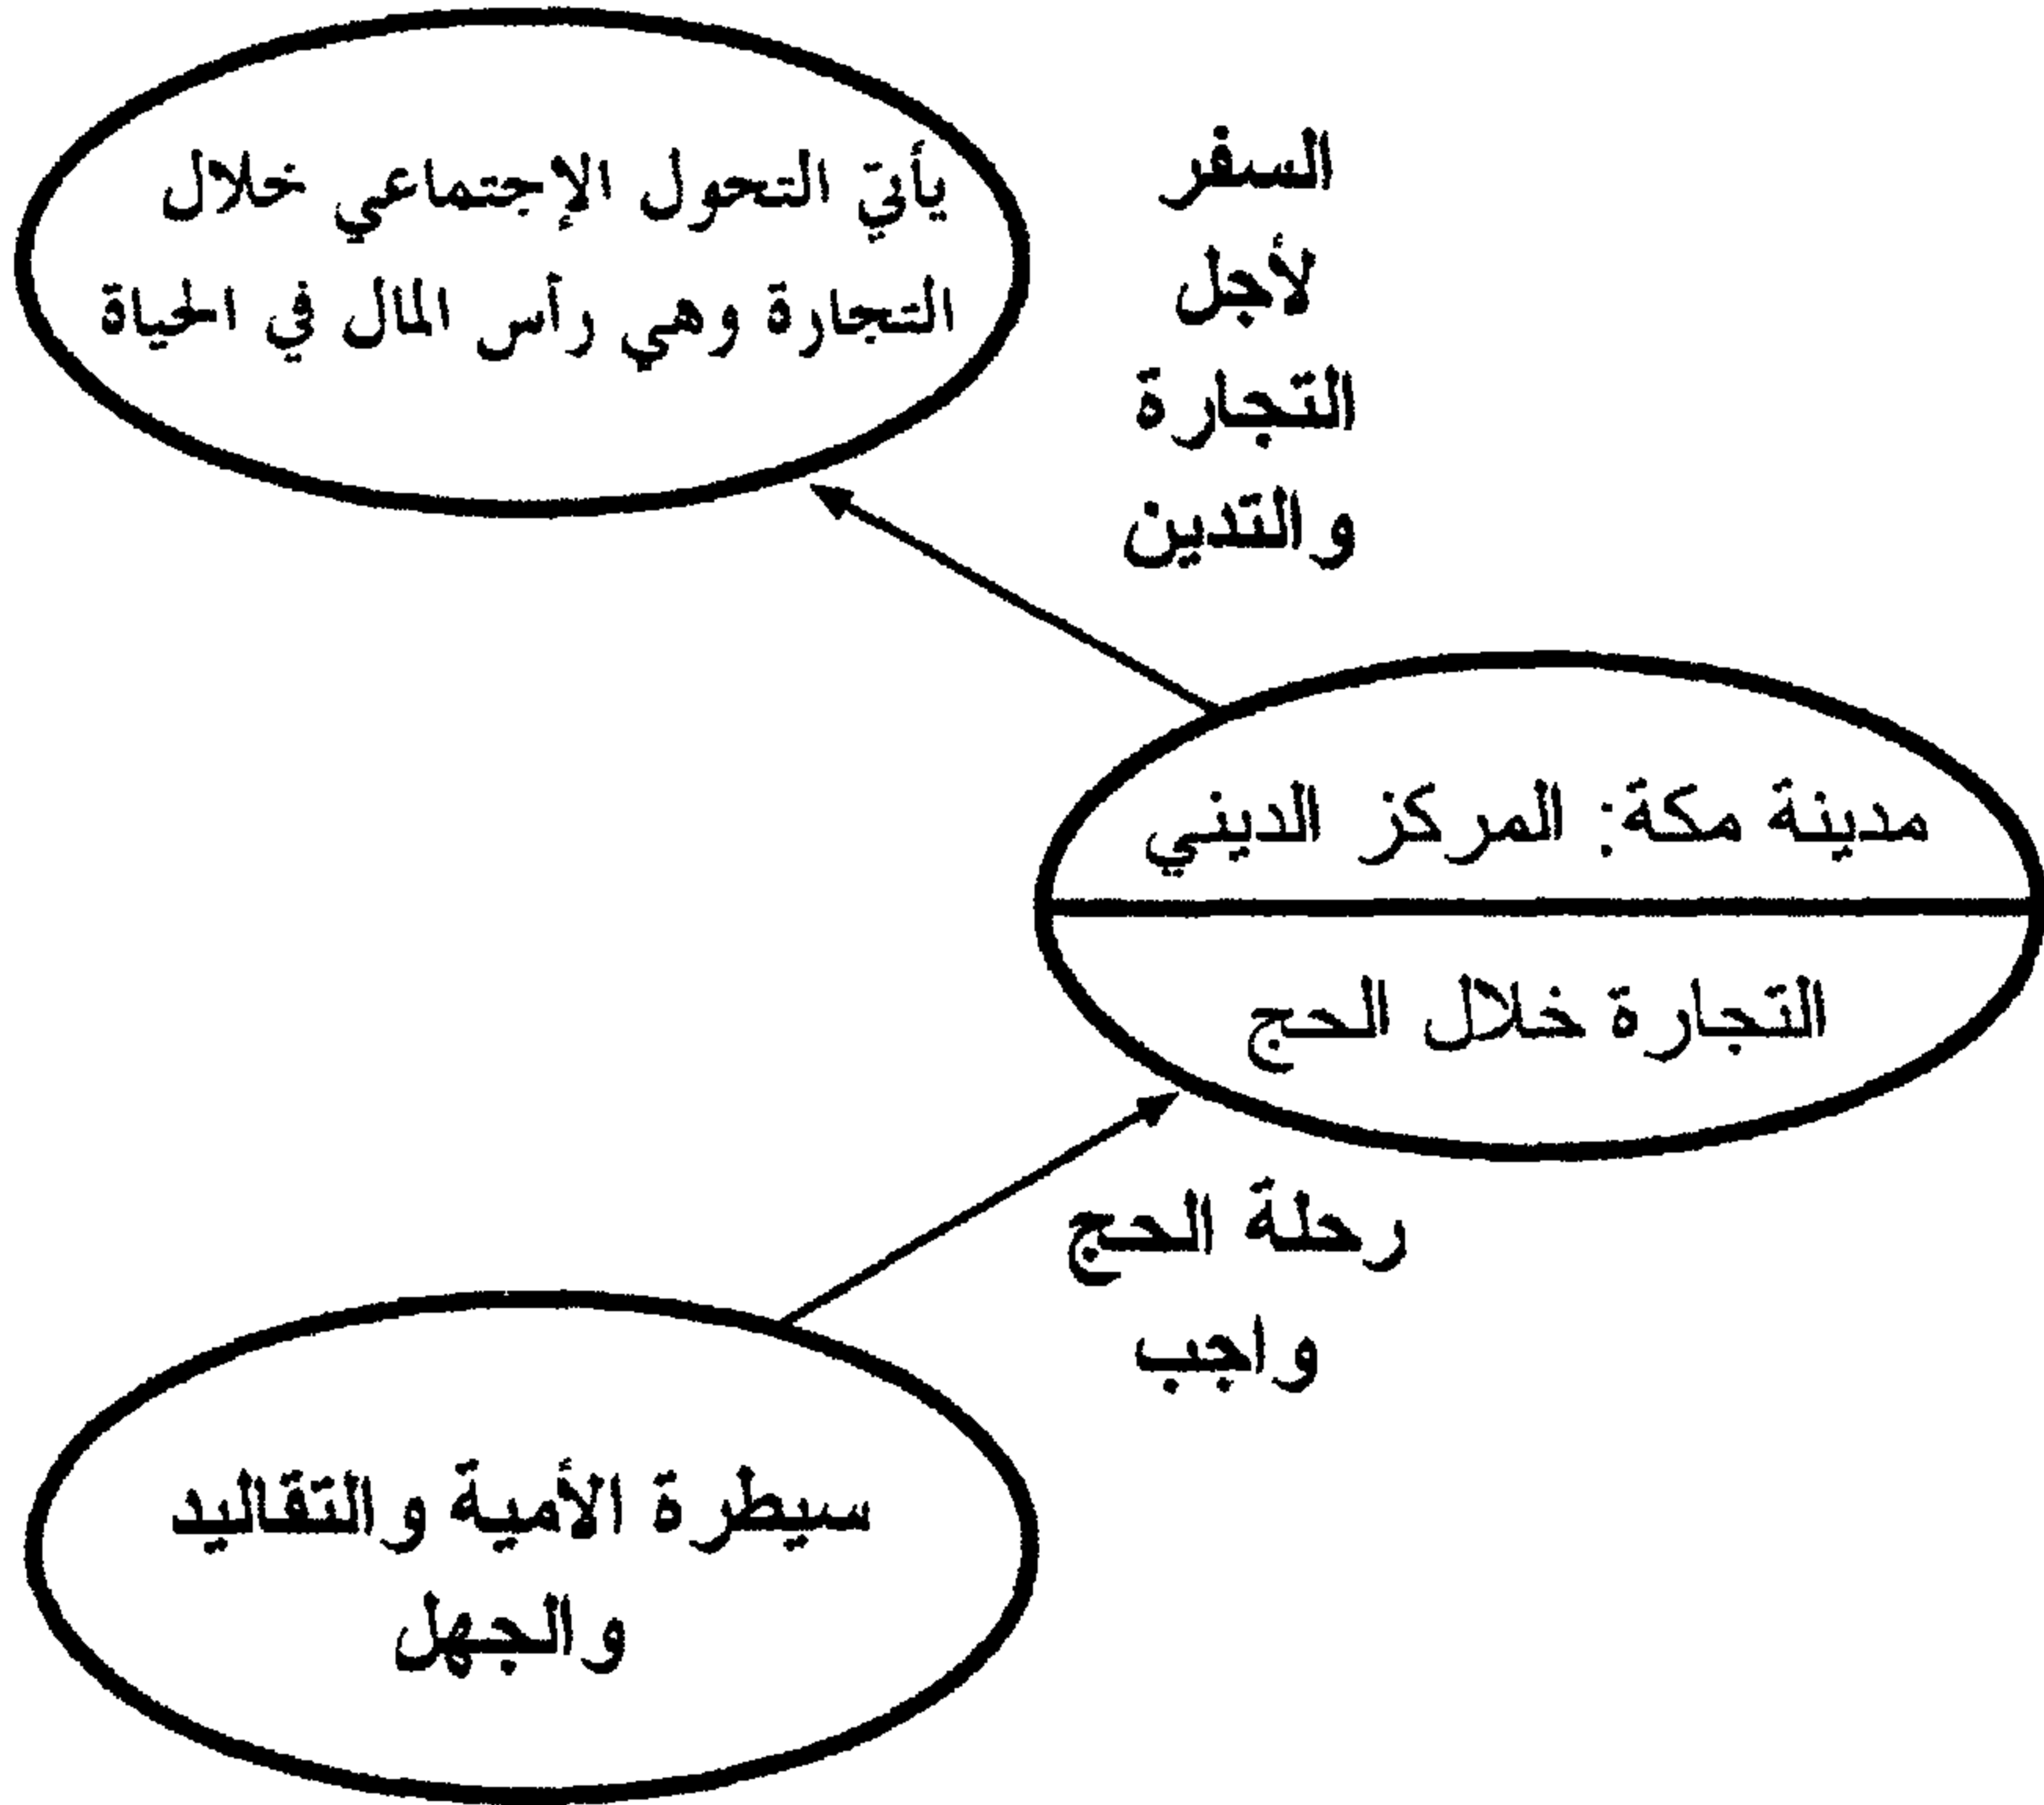 يأتي التحول الإجتماعي خلال
التجارة وهي رأس المال في الحياة
السفر
لأجل
التجارة
والتدين
مدينة مكة: المركز الديني
التجارة خلال الحج
رحلة الحج
واجب
سيطرة الأمية والتقاليد
والجهل